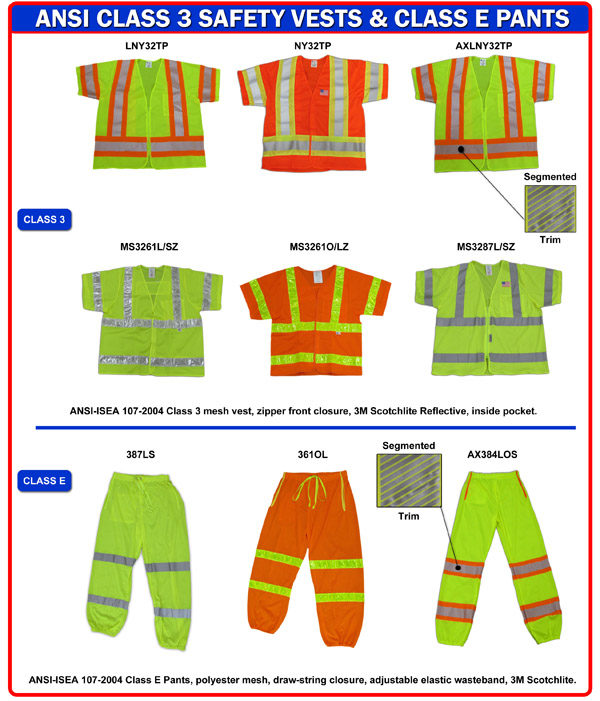 ANSI CLASS 3 SAFETY VESTS & CLASS E PANTS
LNY32TP NY32TP AXLNY32TP
Segmented
Trim
CLASS 3
MS3261L/SZ MS3261O/LZ MS3287L/SZ
ANSI-ISEA 107-2004 Class 3 mesh vest, zipper front closure, 3M Scotchlite Reflective, inside pocket.
CLASS E
387LS 361OL AX384LOS
Segmented
Trim
ANSI-ISEA 107-2004 Class E Pants, polyester mesh, draw-string closure, adjustable elastic wasteband, 3M Scotchlite.